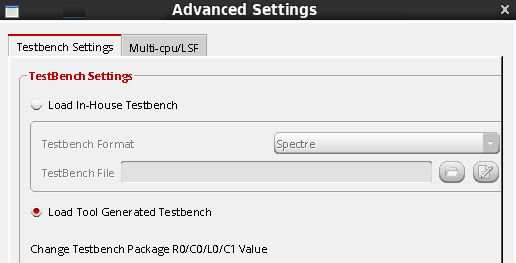 Advanced Settings
Testbench Settings
Multi-cpu/LSF
TestBench Settings
Load In-House Testbench
Testbench Format
Spectre
TestBench File
Load Tool Generated Testbench
Change Testbench Package R0/C0/L0/C1 Value